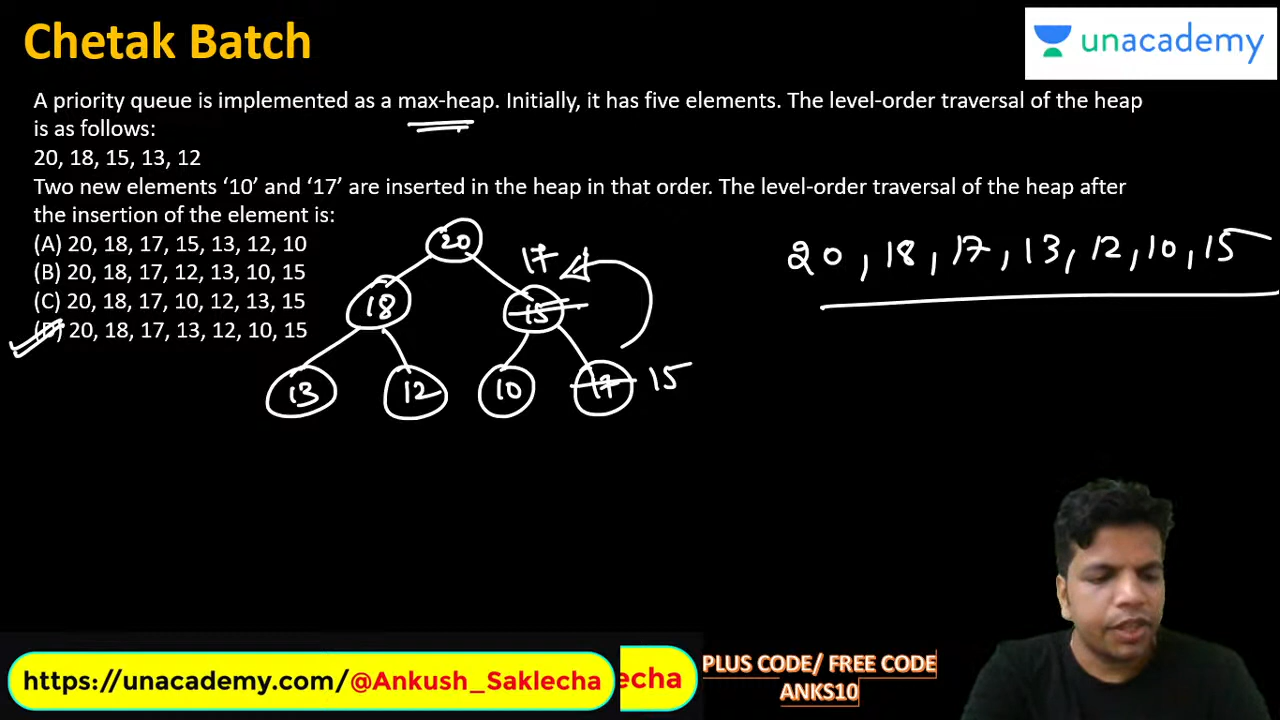 Chetak Batch
unacademy
A priority queue is implemented as a max-heap. Initially, it has five elements. The level-order traversal of the heap
is as follows:
20, 18, 15, 13, 12
Two new elements ‘10’ and ‘17’ are inserted in the heap in that order. The level-order traversal of the heap after
the insertion of the element is:
(A) 20, 18, 17, 15, 13, 12, 10
(B) 20, 18, 17, 12, 13, 10, 15
(C) 20, 18, 17, 10, 12, 13, 15
(D) 20, 18, 17, 13, 12, 10, 15
20, 18, 17, 13, 12, 10, 15
20
17
18 15
13 12 10 17 15
https://unacademy.com/@Ankush_Saklecha
echa
PLUS CODE/ FREE CODE
ANKS10